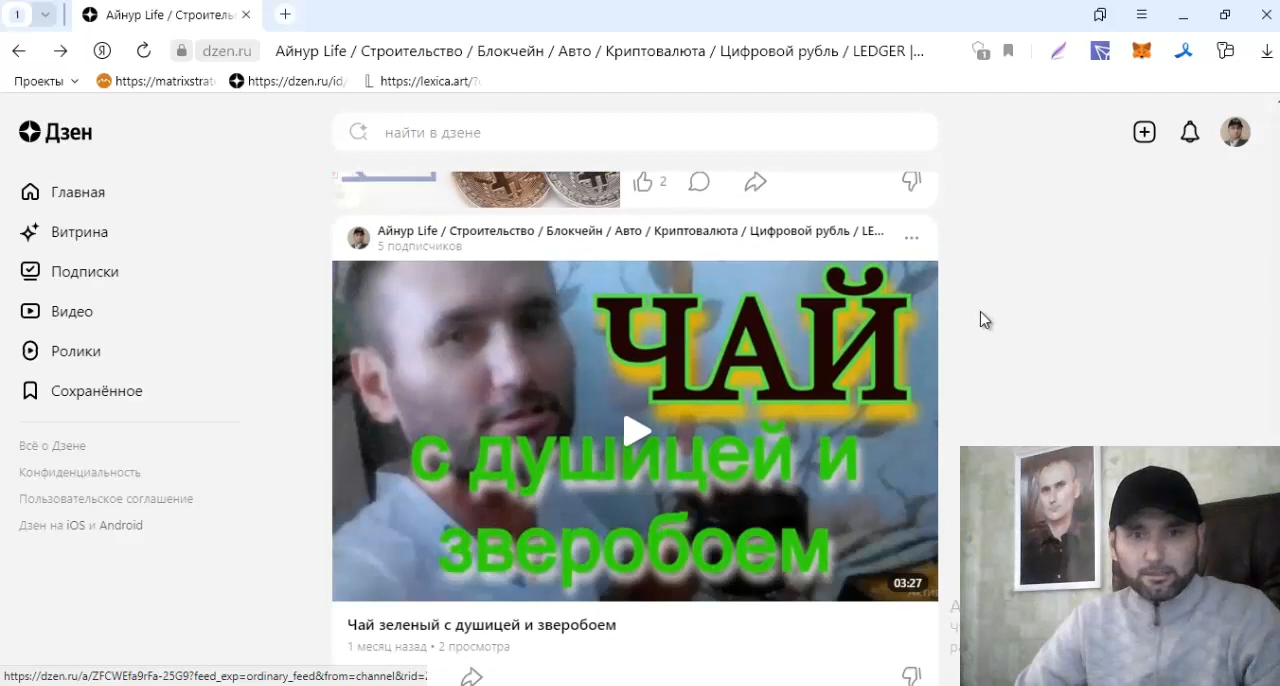 1
Айнур Life / Строитель
dzen.ru
Айнур Life / Строительство / Блокчейн / Авто / Криптовалюта / Цифровой рубль / LEDGER |...
1
Проекты
https://matrixstrat
https://dzen.ru/id/
https://lexica.art/?
Дзен
найти в дзене
Главная
Витрина
Подписки
Видео
Ролики
Сохранённое
Всё о Дзене
Конфиденциальность
Пользовательское соглашение
Дзен на iOS и Android
2
Айнур Life / Строительство / Блокчейн / Авто / Криптовалюта / Цифровой рубль / LE...
5 подписчиков
ЧАЙ
с душицей и
зверобоем
03:27
Чай зеленый с душицей и зверобоем
1 месяц назад • 2 просмотра
https://dzen.ru/a/ZFCWEfa9rFa-25G9?feed_exp=ordinary_feed&from=channel&rid=